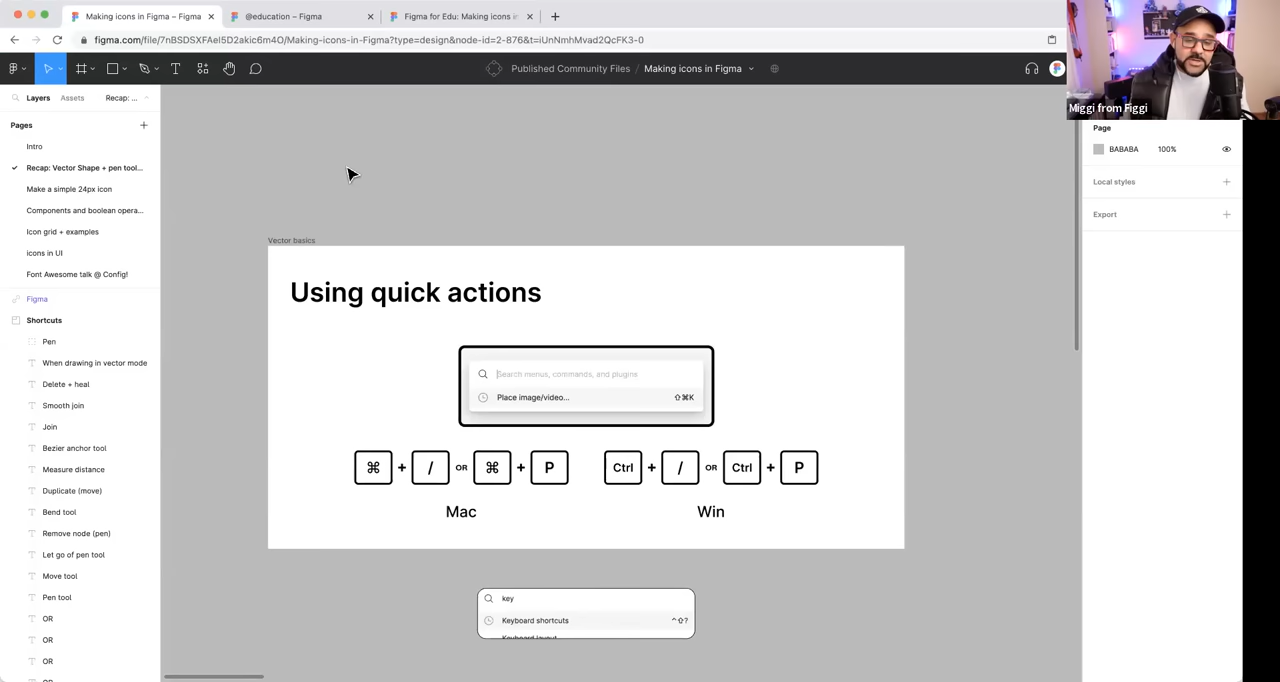 Making icons in Figma – Figma
@education – Figma
Figma for Edu: Making icons in
figma.com/file/7nBSDSXFAeI5D2akic6m4O/Making-icons-in-Figma?type=design&node-id=2-876&t=iUnNmhMvad2QcFK3-0
Published Community Files / Making icons in Figma
Miggi from Figgi
Layers Assets Recap: ...
Pages
Intro
Recap: Vector Shape + pen tool...
Make a simple 24px icon
Components and boolean opera...
Icon grid + examples
icons in UI
Font Awesome talk @ Config!
Figma
Shortcuts
Pen
When drawing in vector mode
Delete + heal
Smooth join
Join
Bezier anchor tool
Measure distance
Duplicate (move)
Bend tool
Remove node (pen)
Let go of pen tool
Move tool
Pen tool
OR
OR
OR
Vector basics
Using quick actions
Search menus, commands, and plugins
Place image/video... ⇧⌘K
⌘ + / OR ⌘ + P
Ctrl + / OR Ctrl + P
Mac
Win
key
Keyboard shortcuts ^⇧?
Keyboard layout
Page
BABABA 100%
Local styles
Export